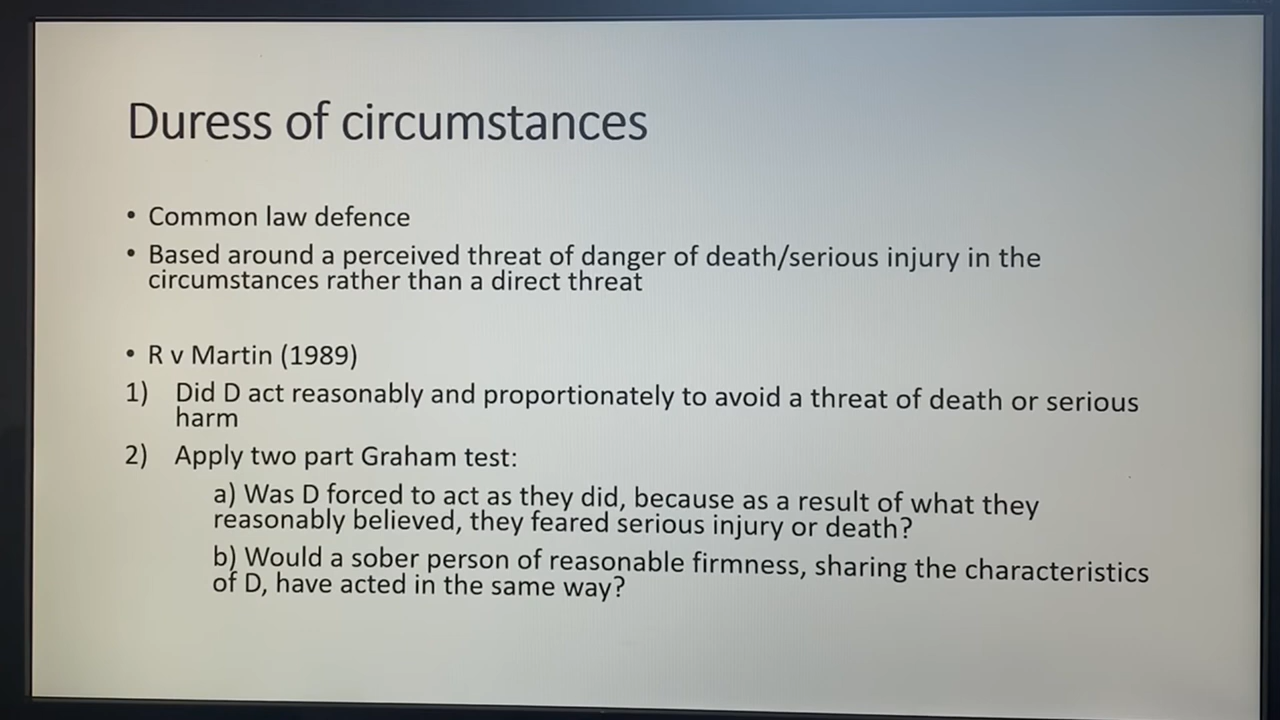 Duress of circumstances
• Common law defence
• Based around a perceived threat of danger of death/serious injury in the
circumstances rather than a direct threat
• R v Martin (1989)
1) Did D act reasonably and proportionately to avoid a threat of death or serious
harm
2) Apply two part Graham test:
a) Was D forced to act as they did, because as a result of what they
reasonably believed, they feared serious injury or death?
b) Would a sober person of reasonable firmness, sharing the characteristics
of D, have acted in the same way?